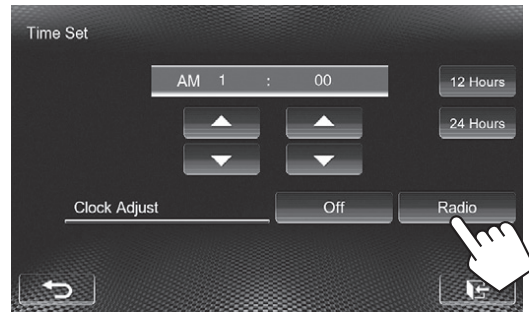 Time Set
AM 1 : 00
12 Hours
24 Hours
Clock Adjust Off Radio